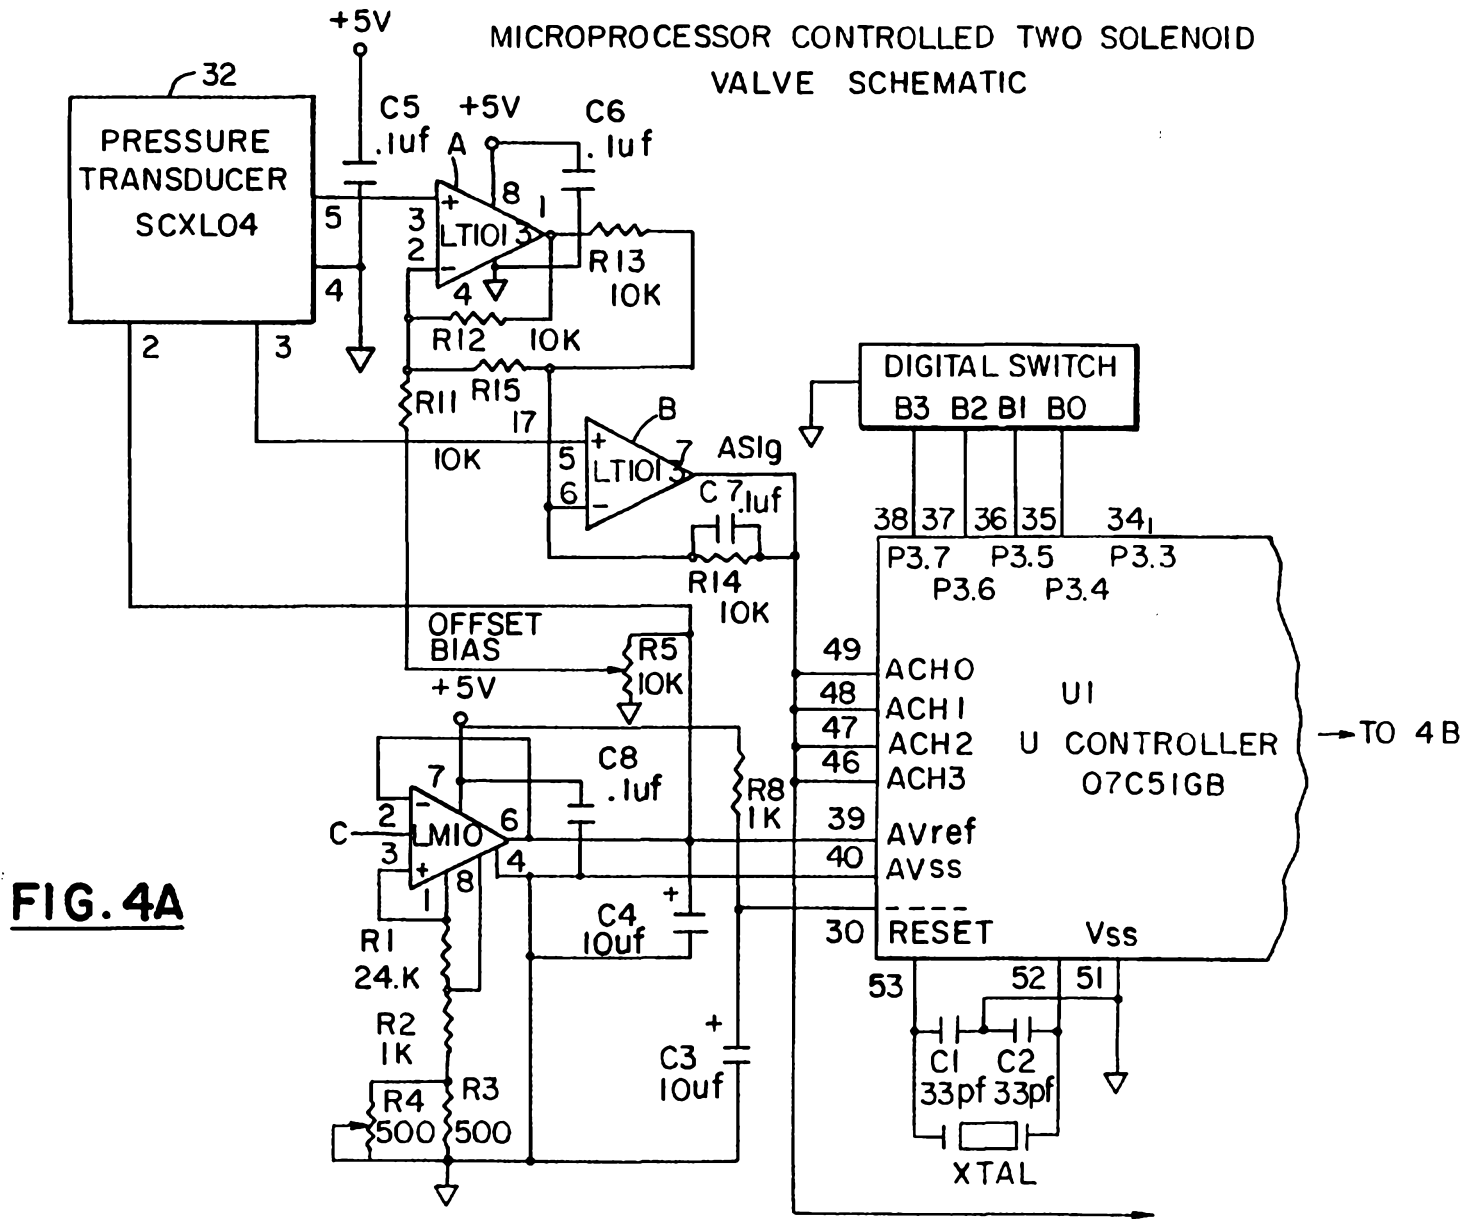 MICROPROCESSOR CONTROLLED TWO SOLENOID
VALVE SCHEMATIC
+5V
32
PRESSURE
TRANSDUCER
SCXL04
C5
.1uf
+5V
A
C6
.1uf
5
4
2
3
3
2
+
-
8
1
LT1013
4
R13
10K
R12
10K
R15
17
R11
10K
B
5
6
+
-
7
LT1013
ASIg
C7
.1uf
R14
10K
DIGITAL SWITCH
B3 B2 B1 B0
38 37 36 35 34
P3.7 P3.5 P3.3
P3.6 P3.4
OFFSET
BIAS
R5
10K
+5V
49
ACH0
48
ACH1
47
ACH2
46
ACH3
39
AVref
40
AVss
30
RESET
Vss
U1
U CONTROLLER
07C51GB
TO 4B
7
C8
.1uf
R8
1K
2
-
C
LM10
6
3
+
4
8
1
+
C4
10uf
R1
24.K
R2
1K
R4
500
R3
500
+
C3
10uf
53
52
51
C1
33pf
C2
33pf
XTAL
FIG. 4A